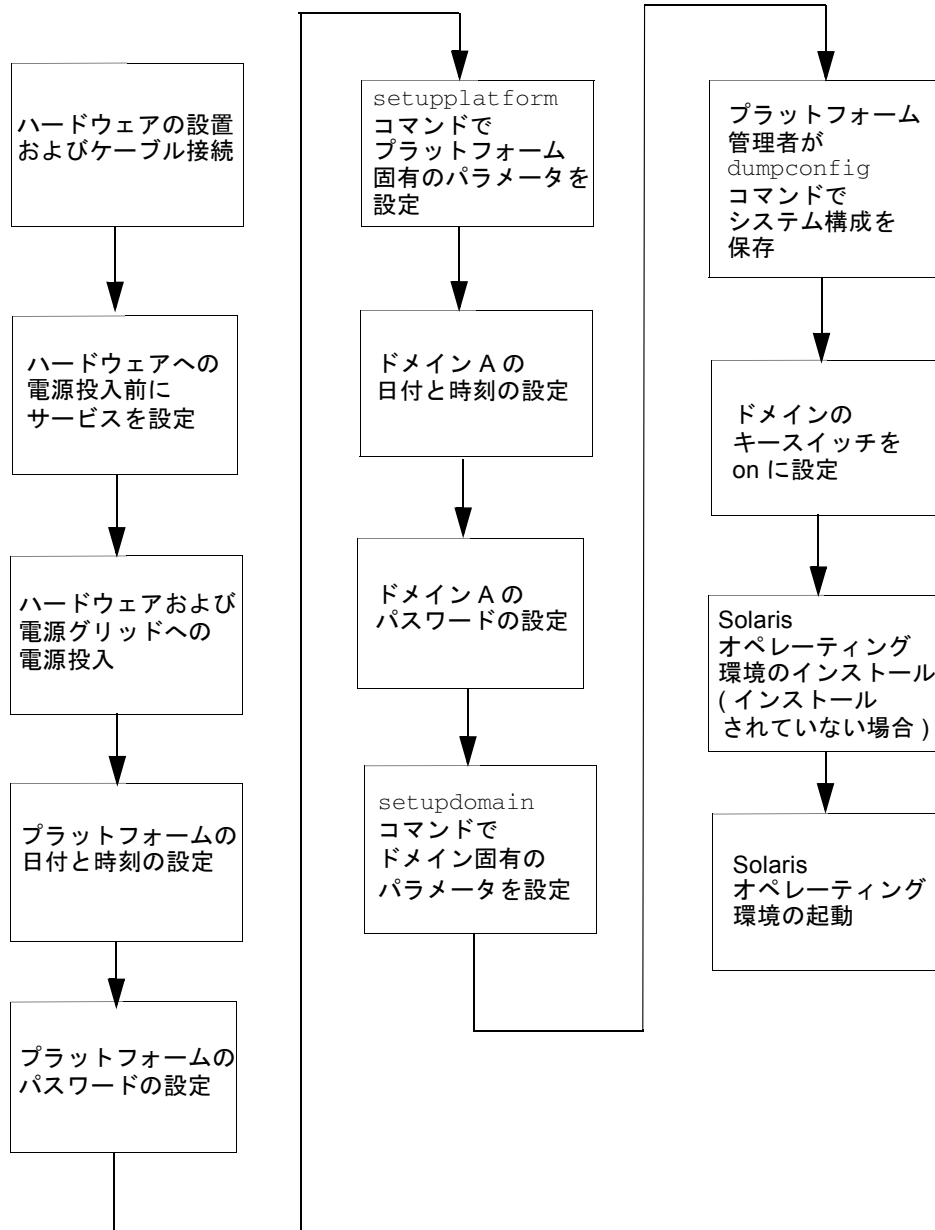 ハードウェアの設置
およびケーブル接続
ハードウェアへの
電源投入前に
サービスを設定
ハードウェアおよび
電源グリッドへの
電源投入
プラットフォームの
日付と時刻の設定
プラットフォームの
パスワードの設定
setupplatform
コマンドで
プラットフォーム
固有のパラメータを
設定
ドメイン A の
日付と時刻の設定
ドメイン A の
パスワードの設定
setupdomain
コマンドで
ドメイン固有の
パラメータを設定
プラットフォーム
管理者が
dumpconfig
コマンドで
システム構成を
保存
ドメインの
キースイッチを
on に設定
Solaris
オペレーティング
環境のインストール
( インストール
されていない場合 )
Solaris
オペレーティング
環境の起動